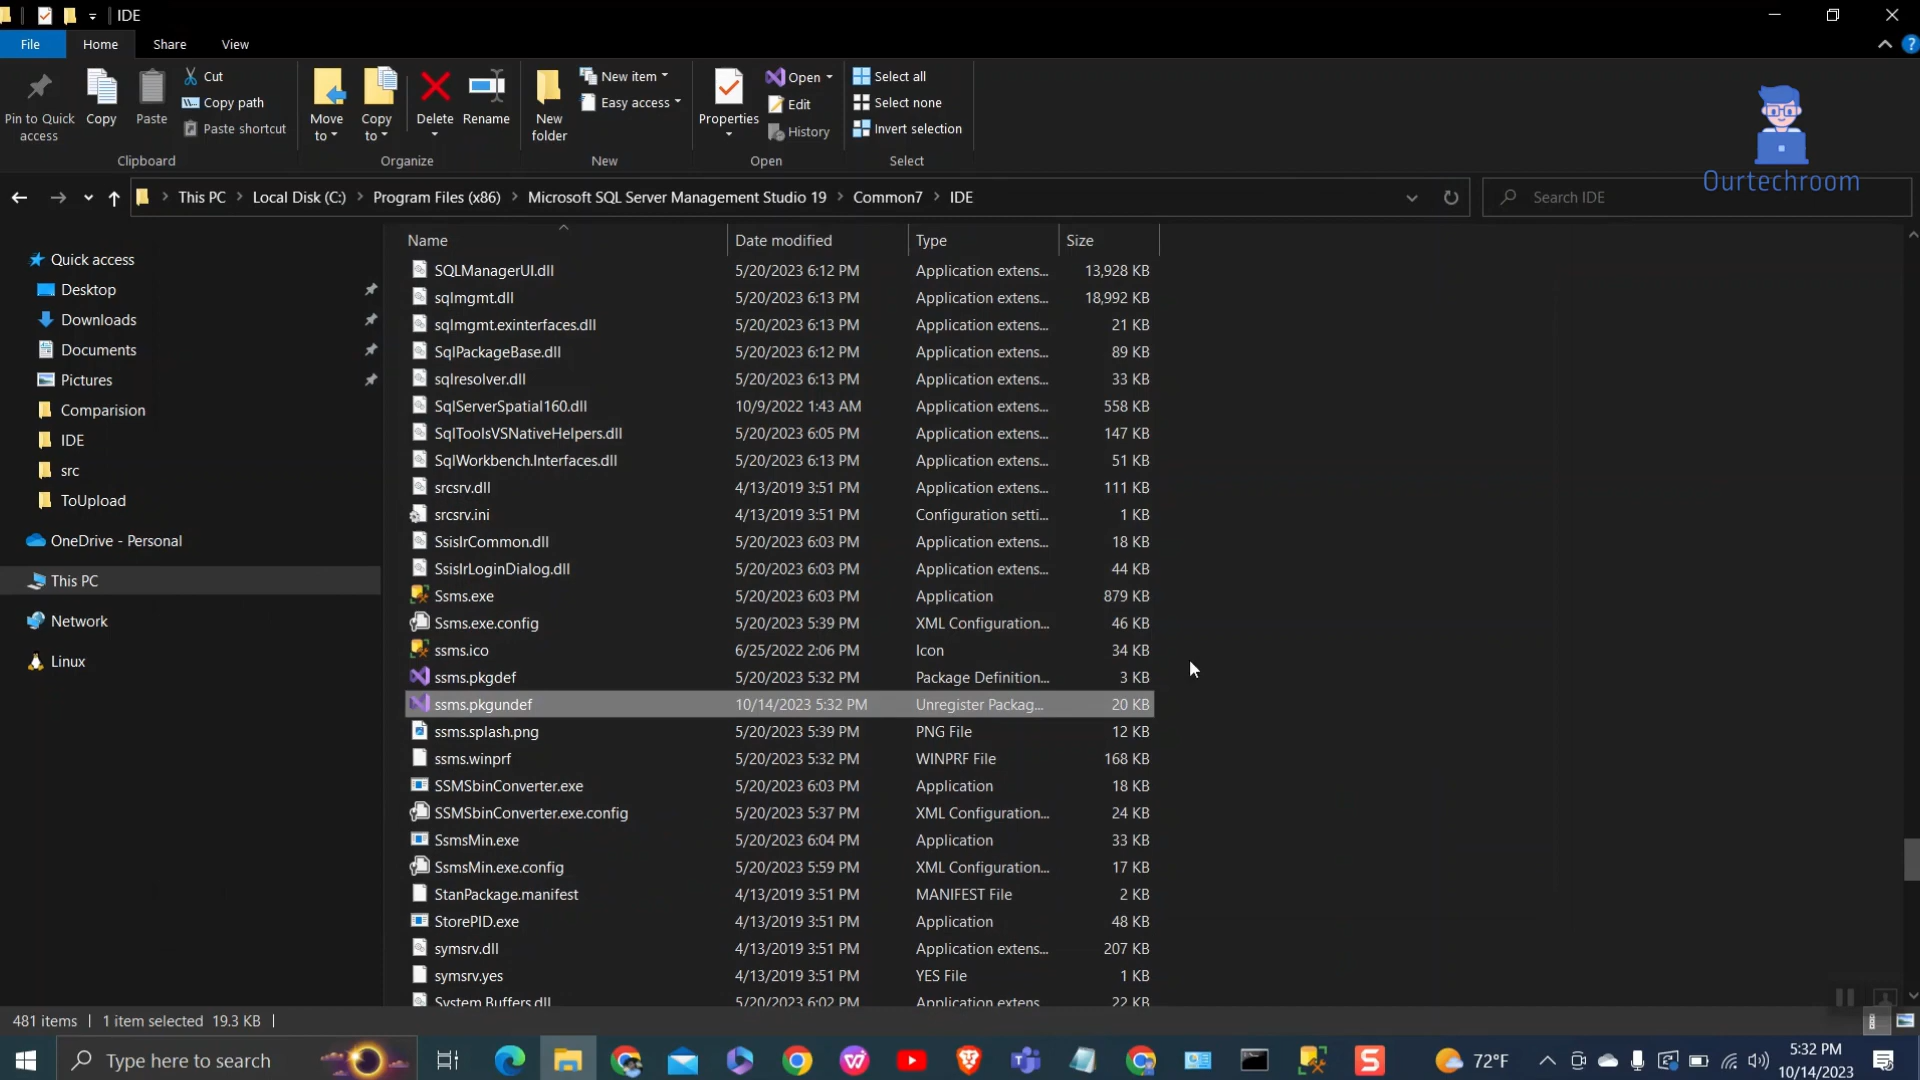 IDE
File Home Share View
Pin to Quick access
Copy
Paste
Cut
Copy path
Paste shortcut
Clipboard
Move to
Copy to
Delete
Rename
Organize
New folder
New item
Easy access
New
Properties
Open
Edit
History
Open
Select all
Select none
Invert selection
Select
Ourtechroom
This PC > Local Disk (C:) > Program Files (x86) > Microsoft SQL Server Management Studio 19 > Common7 > IDE
Search IDE
Quick access
Desktop
Downloads
Documents
Pictures
Comparision
IDE
src
ToUpload
OneDrive - Personal
This PC
Network
Linux
Name Date modified Type Size
SQLManagerUI.dll 5/20/2023 6:12 PM Application extens... 13,928 KB
sqlmgmt.dll 5/20/2023 6:13 PM Application extens... 18,992 KB
sqlmgmt.exinterfaces.dll 5/20/2023 6:13 PM Application extens... 21 KB
SqlPackageBase.dll 5/20/2023 6:12 PM Application extens... 89 KB
sqlresolver.dll 5/20/2023 6:13 PM Application extens... 33 KB
SqlServerSpatial160.dll 10/9/2022 1:43 AM Application extens... 558 KB
SqlToolsVSNativeHelpers.dll 5/20/2023 6:05 PM Application extens... 147 KB
SqlWorkbench.Interfaces.dll 5/20/2023 6:13 PM Application extens... 51 KB
srcsrv.dll 4/13/2019 3:51 PM Application extens... 111 KB
srcsrv.ini 4/13/2019 3:51 PM Configuration setti... 1 KB
SsisIrCommon.dll 5/20/2023 6:03 PM Application extens... 18 KB
SsisIrLoginDialog.dll 5/20/2023 6:03 PM Application extens... 44 KB
Ssms.exe 5/20/2023 6:03 PM Application 879 KB
Ssms.exe.config 5/20/2023 5:39 PM XML Configuration... 46 KB
ssms.ico 6/25/2022 2:06 PM Icon 34 KB
ssms.pkgdef 5/20/2023 5:32 PM Package Definition... 3 KB
ssms.pkgundef 10/14/2023 5:32 PM Unregister Packag... 20 KB
ssms.splash.png 5/20/2023 5:39 PM PNG File 12 KB
ssms.winprf 5/20/2023 5:32 PM WINPRF File 168 KB
SSMSbinConverter.exe 5/20/2023 6:03 PM Application 18 KB
SSMSbinConverter.exe.config 5/20/2023 5:37 PM XML Configuration... 24 KB
SsmsMin.exe 5/20/2023 6:04 PM Application 33 KB
SsmsMin.exe.config 5/20/2023 5:59 PM XML Configuration... 17 KB
StanPackage.manifest 4/13/2019 3:51 PM MANIFEST File 2 KB
StorePID.exe 4/13/2019 3:51 PM Application 48 KB
symsrv.dll 4/13/2019 3:51 PM Application extens... 207 KB
symsrv.yes 4/13/2019 3:51 PM YES File 1 KB
System.Buffers.dll 5/20/2023 6:02 PM Application extens... 22 KB
481 items | 1 item selected 19.3 KB |
Type here to search
72°F
5:32 PM
10/14/2023